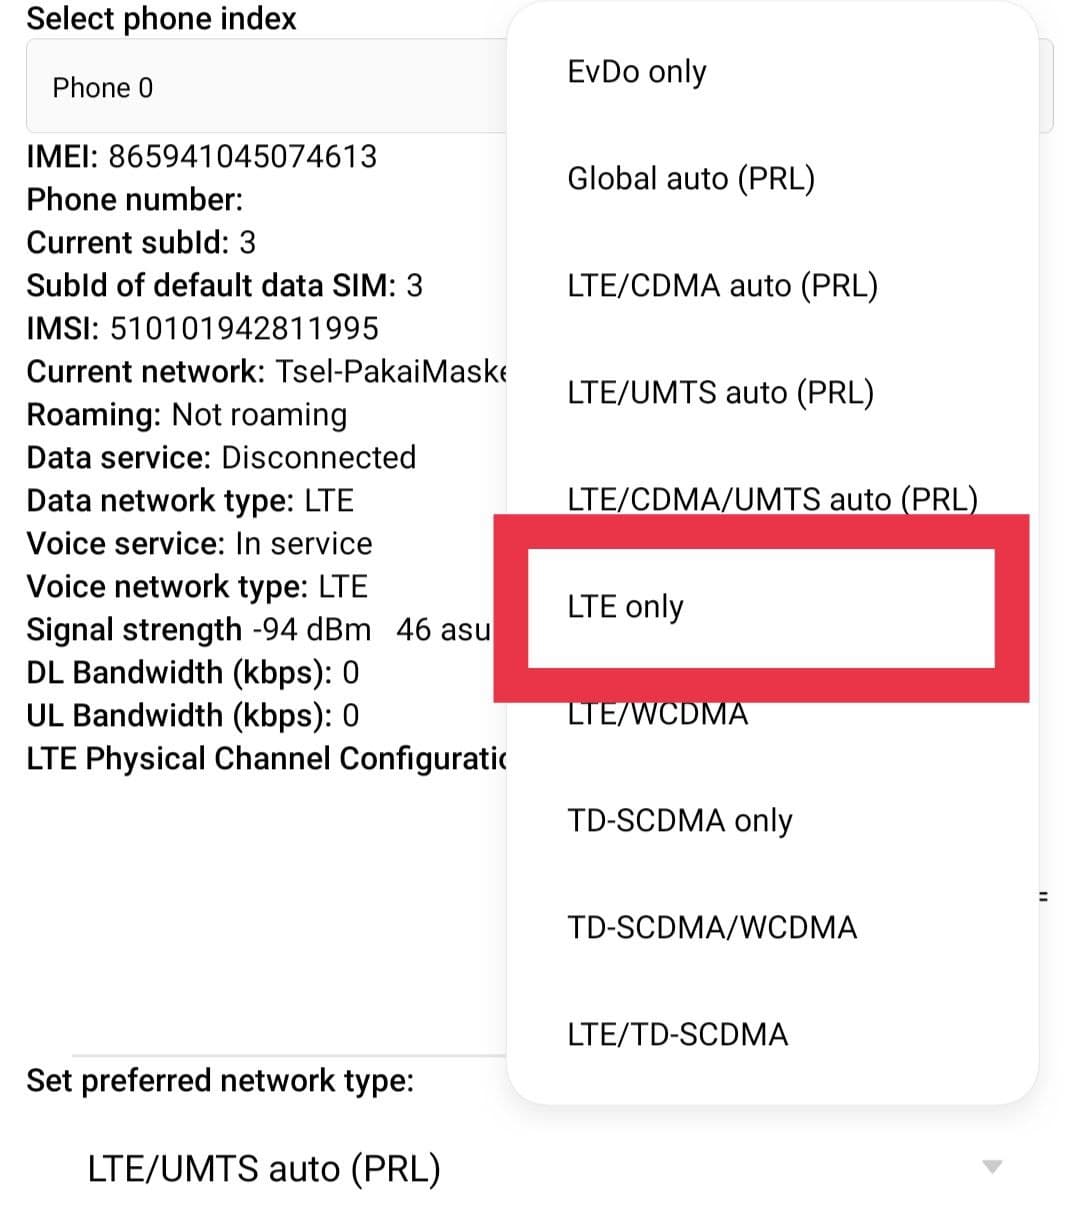 Select phone index
Phone 0
IMEI: 865941045074613
Phone number:
Current subId: 3
SubId of default data SIM: 3
IMSI: 510101942811995
Current network: Tsel-PakaiMaske
Roaming: Not roaming
Data service: Disconnected
Data network type: LTE
Voice service: In service
Voice network type: LTE
Signal strength -94 dBm 46 asu
DL Bandwidth (kbps): 0
UL Bandwidth (kbps): 0
LTE Physical Channel Configuratio
EvDo only
Global auto (PRL)
LTE/CDMA auto (PRL)
LTE/UMTS auto (PRL)
LTE/CDMA/UMTS auto (PRL)
LTE only
LTE/WCDMA
TD-SCDMA only
TD-SCDMA/WCDMA
LTE/TD-SCDMA
=
Set preferred network type:
LTE/UMTS auto (PRL)